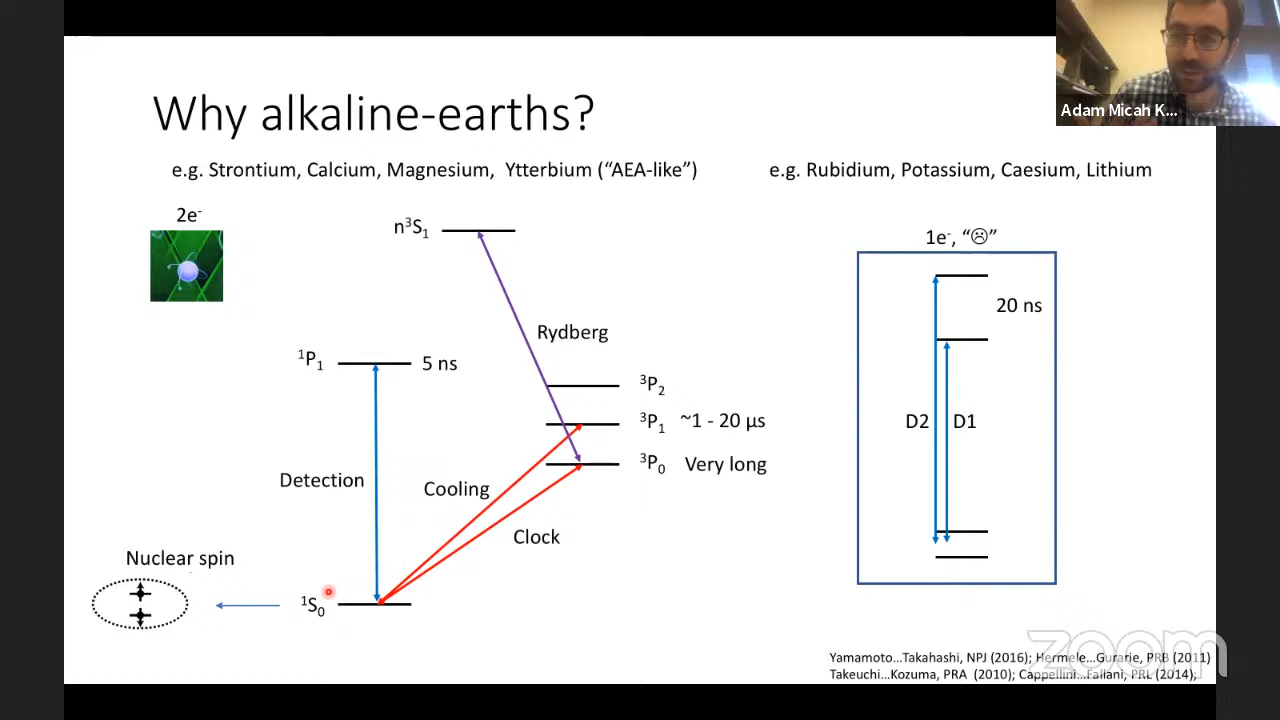 Adam Micah K...
Why alkaline-earths?
e.g. Strontium, Calcium, Magnesium, Ytterbium (“AEA-like”)
e.g. Rubidium, Potassium, Caesium, Lithium
2e⁻
n³S₁
1e⁻, “☹”
20 ns
Rydberg
¹P₁
5 ns
³P₂
³P₁ ~1 - 20 µs
D2
D1
³P₀ Very long
Detection
Cooling
Clock
Nuclear spin
¹S₀
zoom
Yamamoto...Takahashi, NPJ (2016); Hermele...Gurarie, PRB (2011)
Takeuchi...Kozuma, PRA (2010); Cappellini...Fallani, PRL (2014);